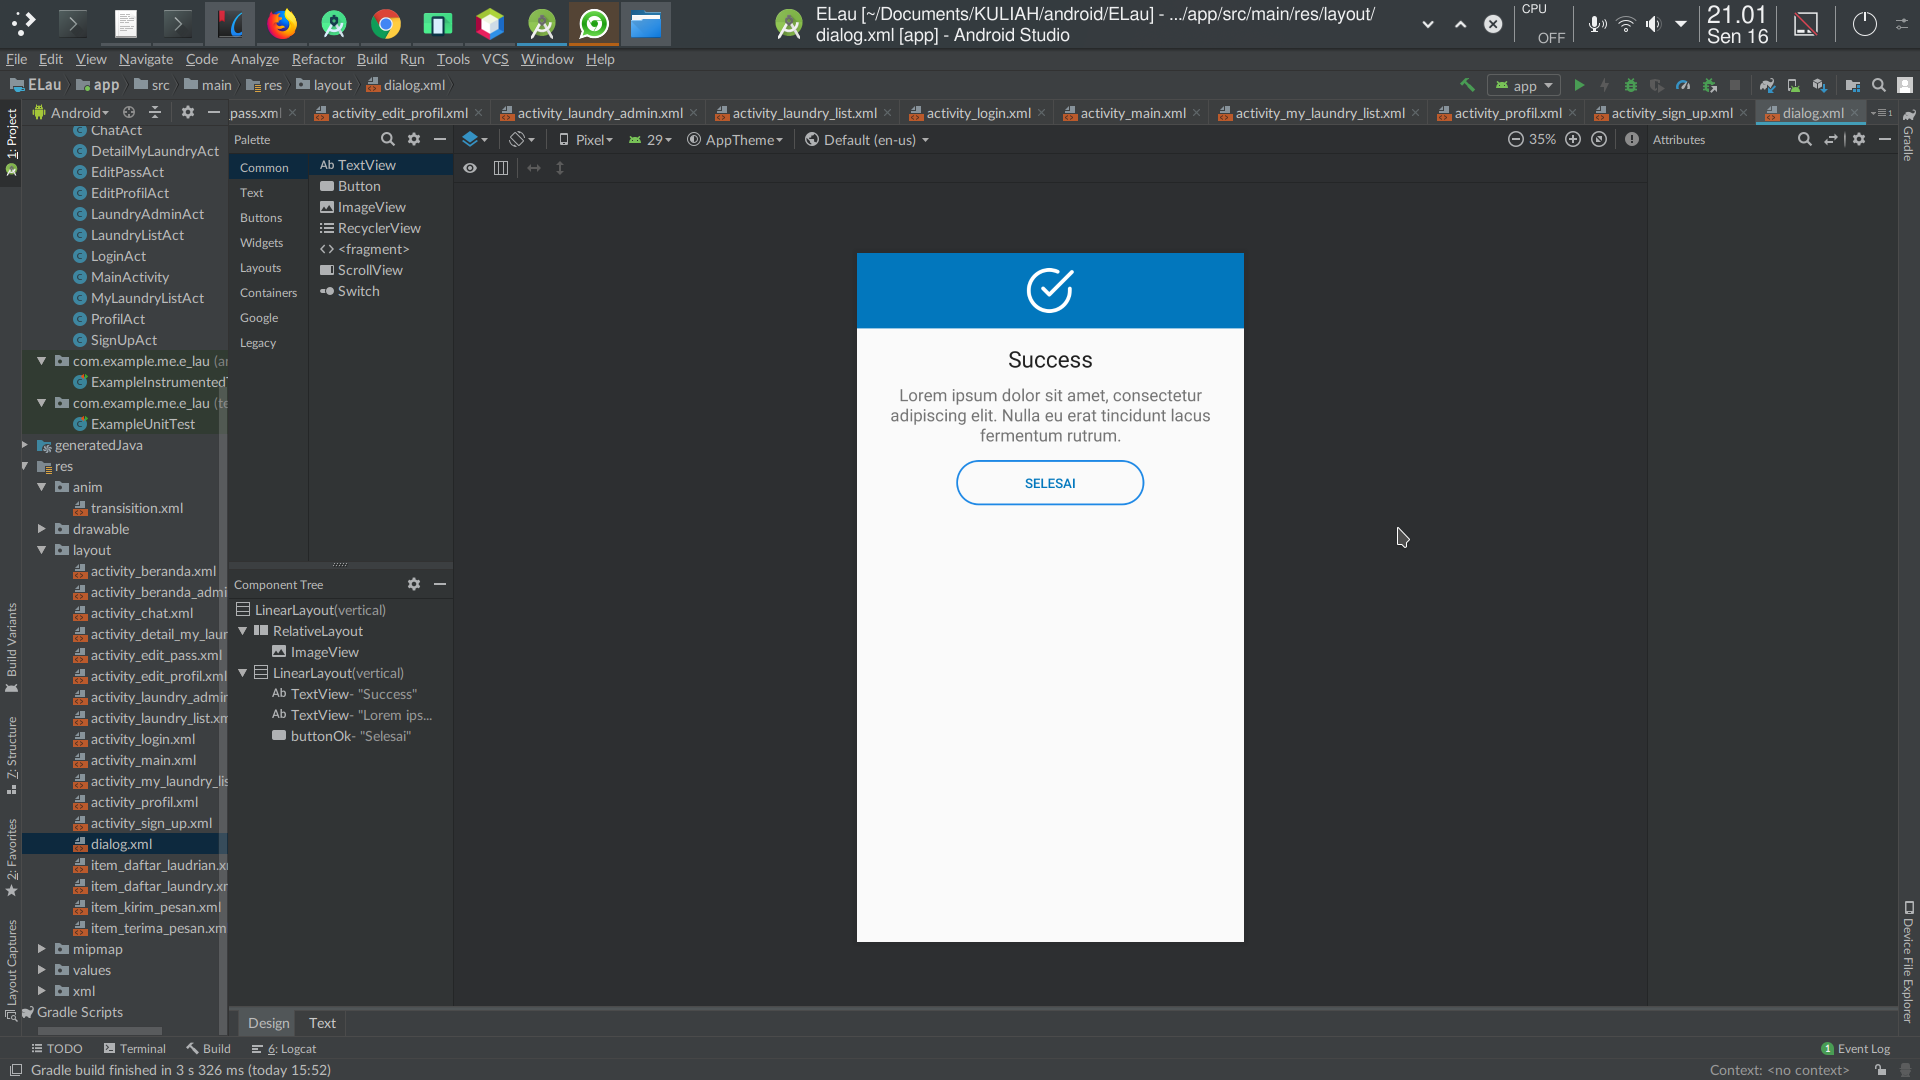 ELau [~/Documents/KULIAH/android/ELau] - .../app/src/main/res/layout/
dialog.xml [app] - Android Studio
CPU
OFF
21.01
Sen 16
File Edit View Navigate Code Analyze Refactor Build Run Tools VCS Window Help
ELau app src main res layout dialog.xml
app
Android
pass.xml activity_edit_profil.xml activity_laundry_admin.xml activity_laundry_list.xml activity_login.xml activity_main.xml activity_my_laundry_list.xml activity_profil.xml activity_sign_up.xml dialog.xml
1: Project
Build Variants
7: Structure
2: Favorites
Layout Captures
ChatAct
DetailMyLaundryAct
EditPassAct
EditProfilAct
LaundryAdminAct
LaundryListAct
LoginAct
MainActivity
MyLaundryListAct
ProfilAct
SignUpAct
com.example.me.e_lau (ar
ExampleInstrumentedT
com.example.me.e_lau (te
ExampleUnitTest
generatedJava
res
anim
transisition.xml
drawable
layout
activity_beranda.xml
activity_beranda_admi
activity_chat.xml
activity_detail_my_laur
activity_edit_pass.xml
activity_edit_profil.xml
activity_laundry_admir
activity_laundry_list.xm
activity_login.xml
activity_main.xml
activity_my_laundry_lis
activity_profil.xml
activity_sign_up.xml
dialog.xml
item_daftar_laudrian.xr
item_daftar_laundry.xr
item_kirim_pesan.xml
item_terima_pesan.xm
mipmap
values
xml
Gradle Scripts
Palette
Common
Text
Buttons
Widgets
Layouts
Containers
Google
Legacy
Ab TextView
Button
ImageView
RecyclerView
<> <fragment>
ScrollView
Switch
Component Tree
LinearLayout(vertical)
RelativeLayout
ImageView
LinearLayout(vertical)
Ab TextView- "Success"
Ab TextView- "Lorem ips...
buttonOk- "Selesai"
Pixel 29 AppTheme Default (en-us) 35%
Attributes
Success
Lorem ipsum dolor sit amet, consectetur
adipiscing elit. Nulla eu erat tincidunt lacus
fermentum rutrum.
SELESAI
Gradle
Device File Explorer
Design Text
TODO Terminal Build 6: Logcat
1 Event Log
Gradle build finished in 3 s 326 ms (today 15:52)
Context: <no context>